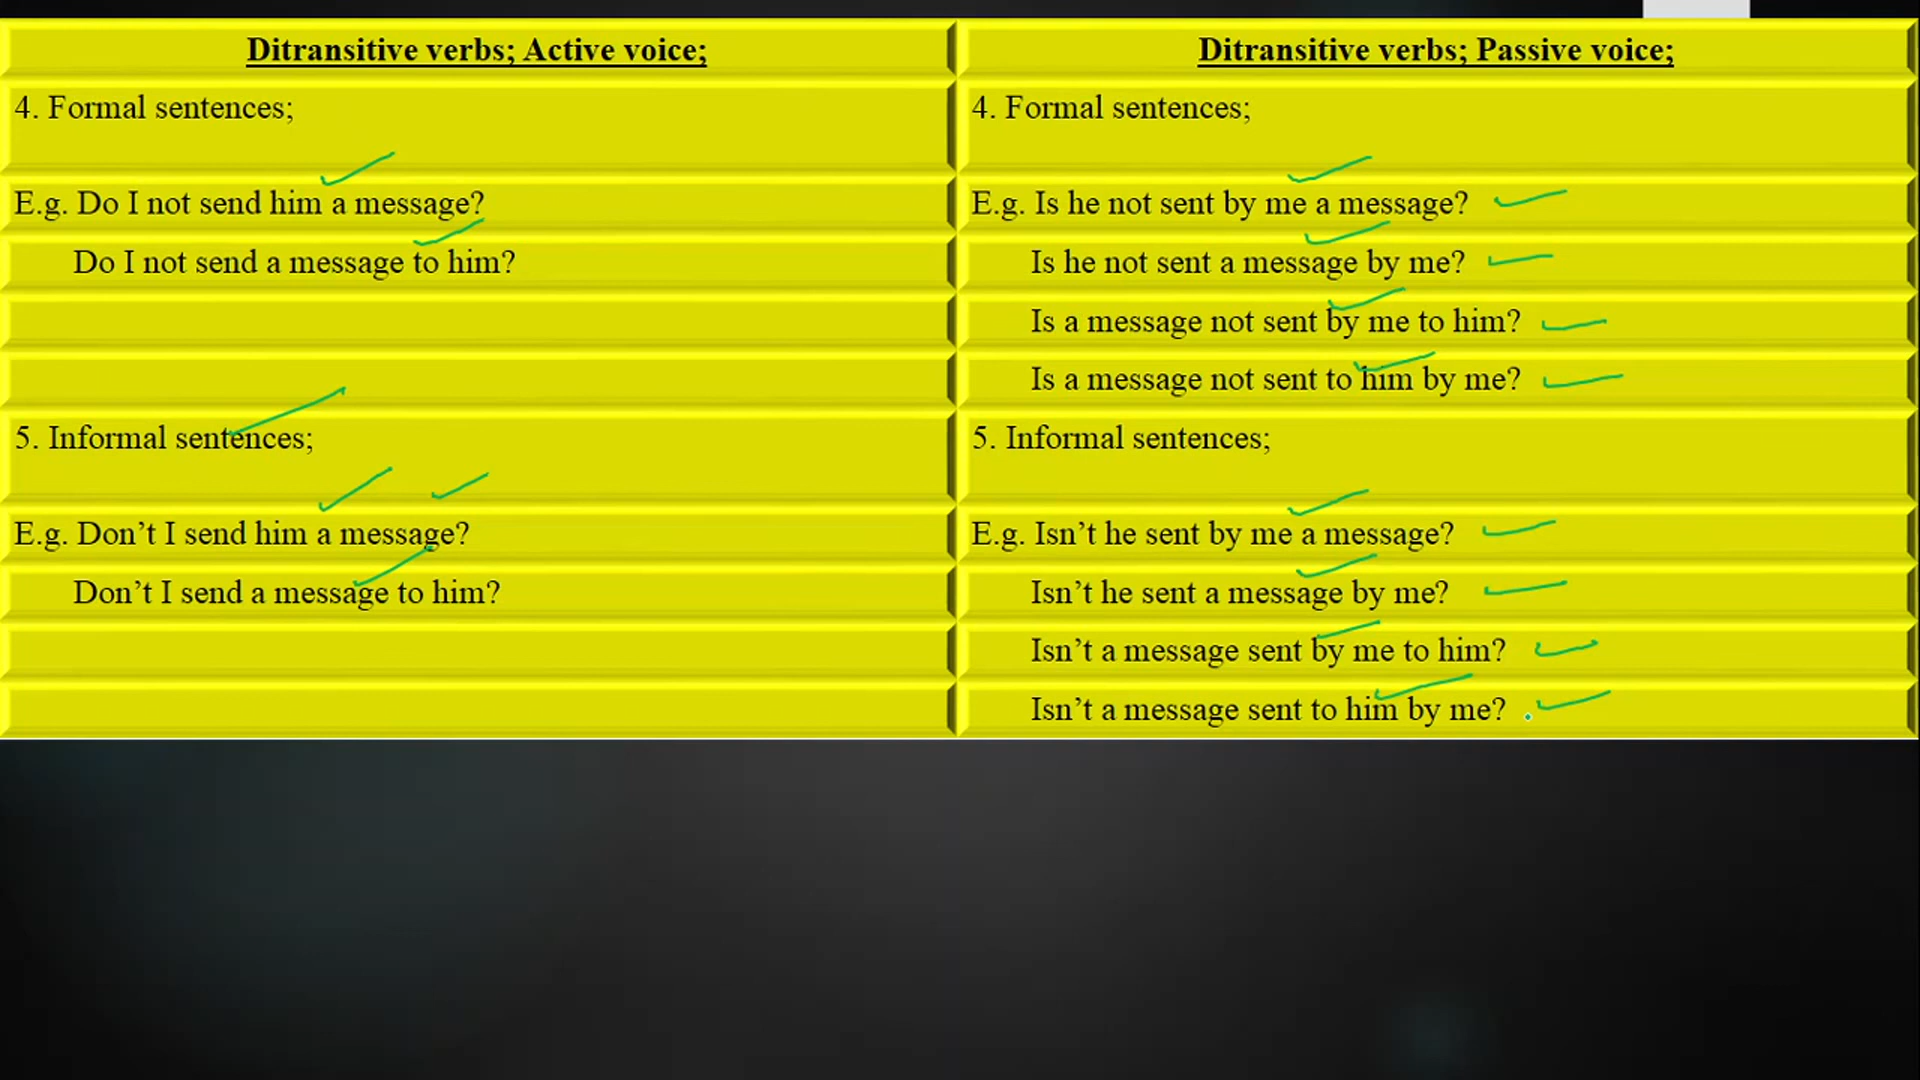 Ditransitive verbs; Active voice;
4. Formal sentences;
E.g. Do I not send him a message?
Do I not send a message to him?
5. Informal sentences;
E.g. Don’t I send him a message?
Don’t I send a message to him?
Ditransitive verbs; Passive voice;
4. Formal sentences;
E.g. Is he not sent by me a message?
Is he not sent a message by me?
Is a message not sent by me to him?
Is a message not sent to him by me?
5. Informal sentences;
E.g. Isn’t he sent by me a message?
Isn’t he sent a message by me?
Isn’t a message sent by me to him?
Isn’t a message sent to him by me?